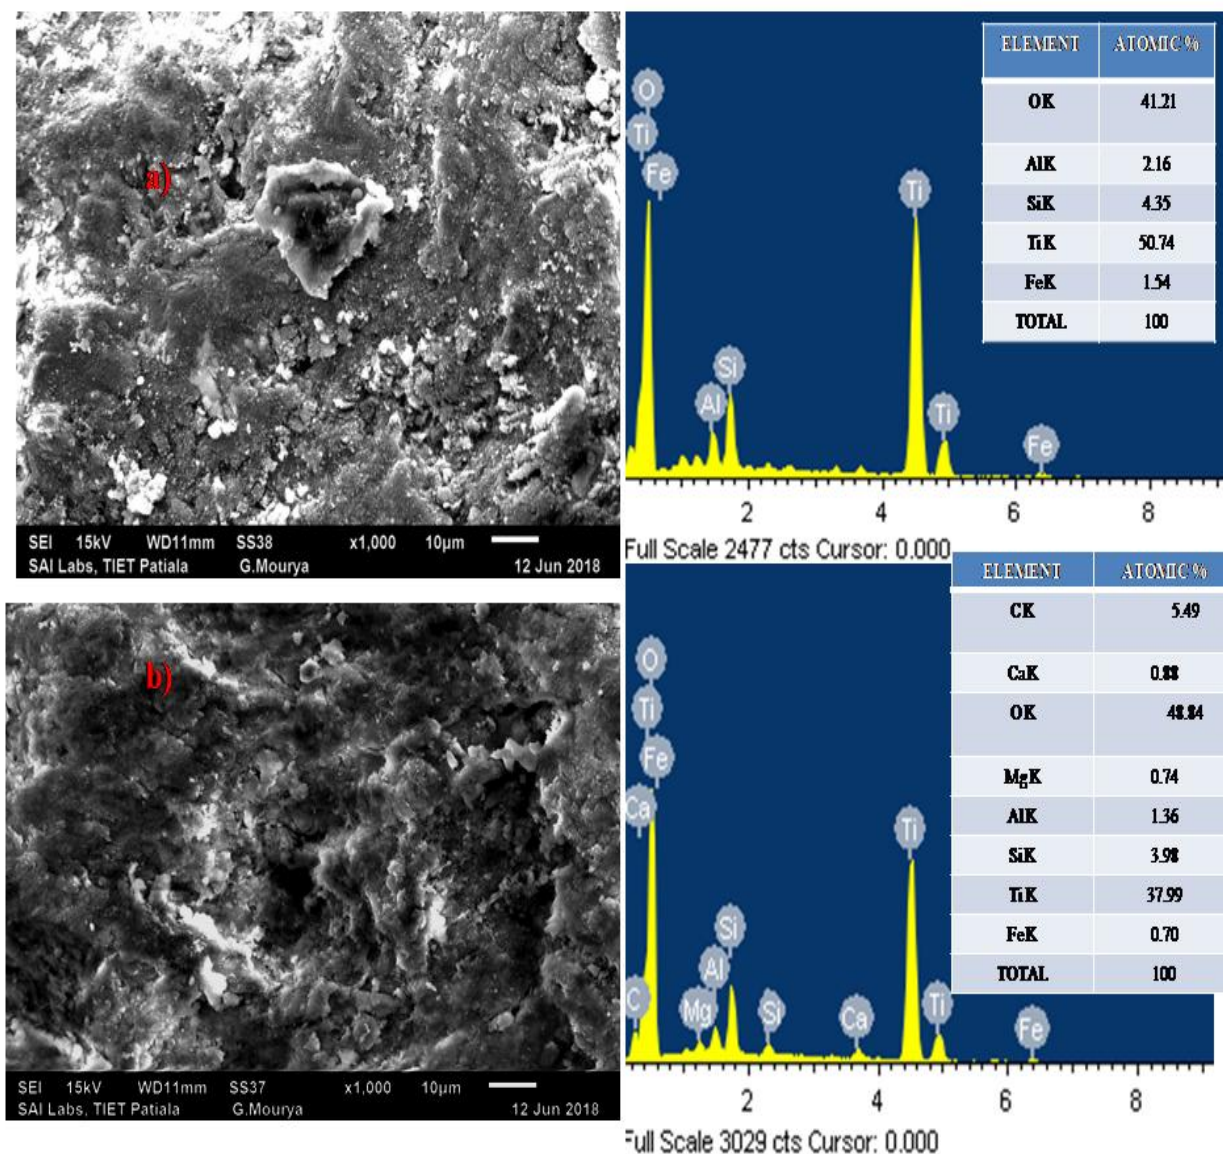 a)
SEI 15kV WD11mm SS38 x1,000 10µm
SAI Labs, TIET Patiala G.Mourya 12 Jun 2018
O
Ti
Fe
Ti
Si
Al
Ti
Fe
2 4 6 8
Full Scale 2477 cts Cursor: 0.000
ELEMENT ATOMIC %
OK 41.21
AlK 2.16
SiK 4.35
TiK 50.74
FeK 1.54
TOTAL 100
b)
SEI 15kV WD11mm SS37 x1,000 10µm
SAI Labs, TIET Patiala G.Mourya 12 Jun 2018
O
Ti
Fe
Ca
Ti
Si
Al
C
Mg
Si
Ca
Ti
Fe
2 4 6 8
Full Scale 3029 cts Cursor: 0.000
ELEMENT ATOMIC %
CK 5.49
CaK 0.88
OK 48.84
MgK 0.74
AlK 1.36
SiK 3.98
TiK 37.99
FeK 0.70
TOTAL 100